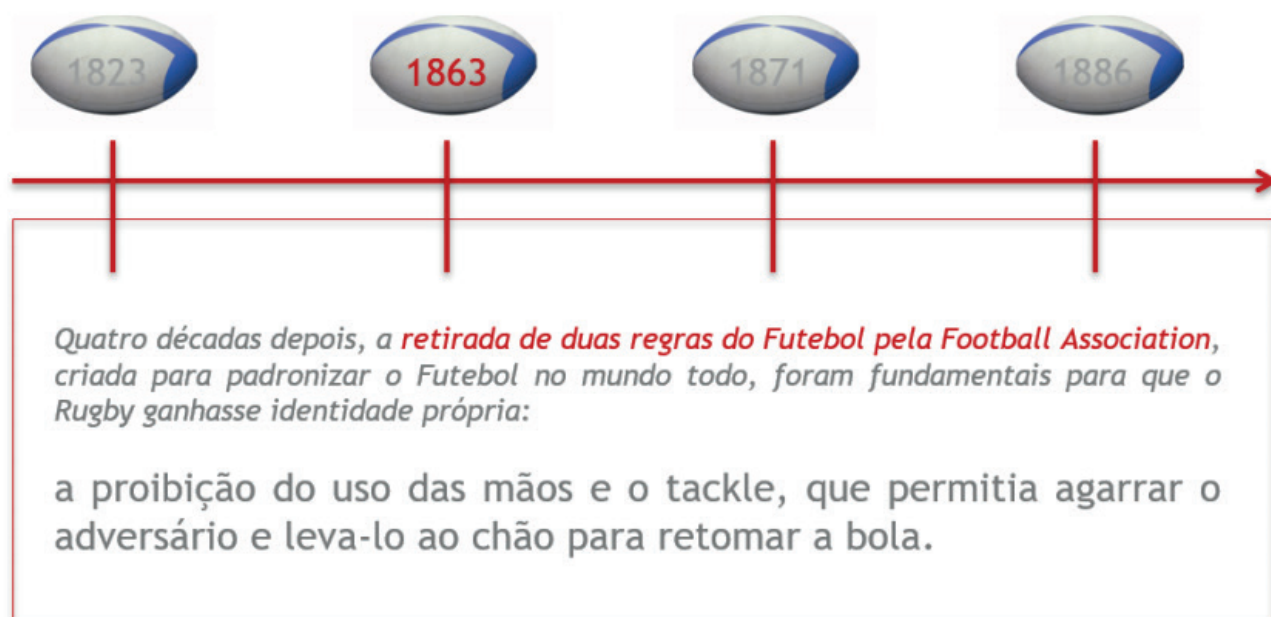 1823 1863 1871 1886
Quatro décadas depois, a retirada de duas regras do Futebol pela Football Association,
criada para padronizar o Futebol no mundo todo, foram fundamentais para que o
Rugby ganhasse identidade própria:
a proibição do uso das mãos e o tackle, que permitia agarrar o
adversário e leva-lo ao chão para retomar a bola.